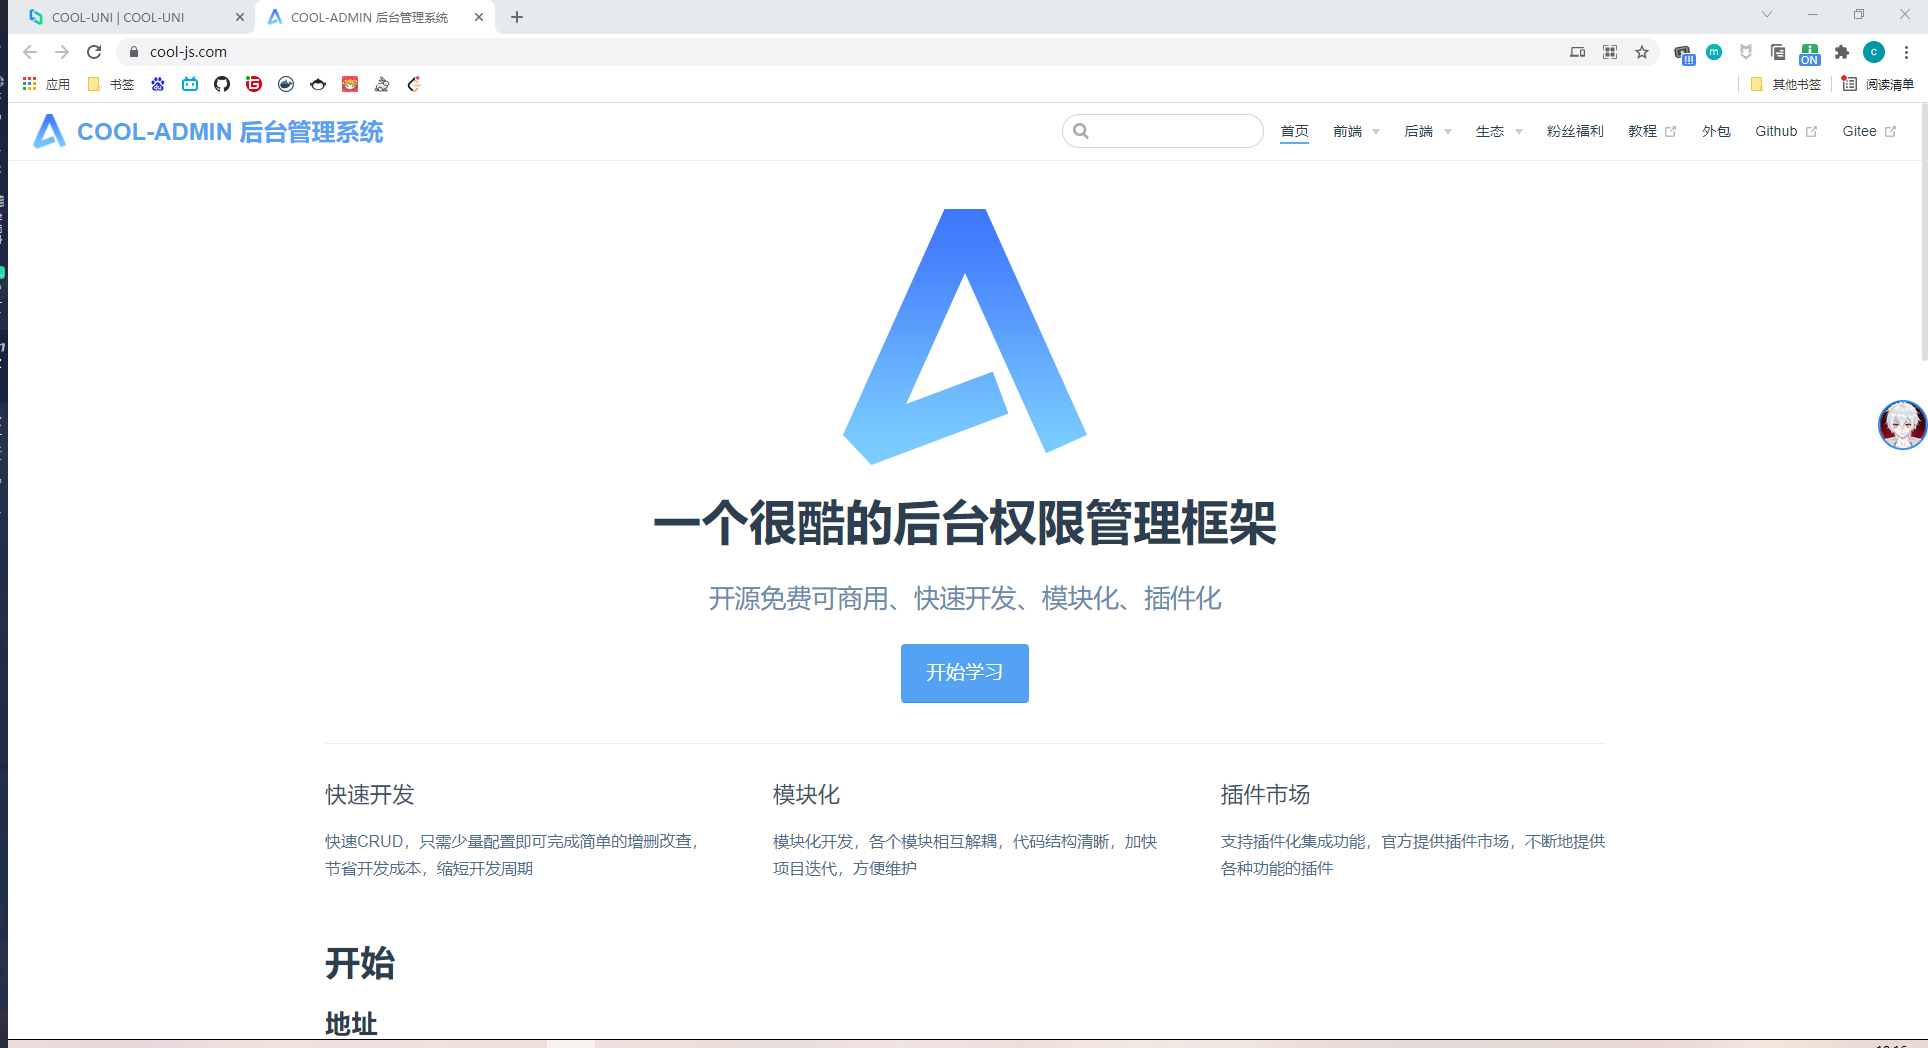 COOL-UNI | COOL-UNI
COOL-ADMIN 后台管理系统
cool-js.com
应用
书签
其他书签
阅读清单
COOL-ADMIN 后台管理系统
首页
前端
后端
生态
粉丝福利
教程
外包
Github
Gitee
一个很酷的后台权限管理框架
开源免费可商用、快速开发、模块化、插件化
开始学习
快速开发
快速CRUD，只需少量配置即可完成简单的增删改查，
节省开发成本，缩短开发周期
模块化
模块化开发，各个模块相互解耦，代码结构清晰，加快
项目迭代，方便维护
插件市场
支持插件化集成功能，官方提供插件市场，不断地提供
各种功能的插件
开始
地址
!!!
m
ON
c